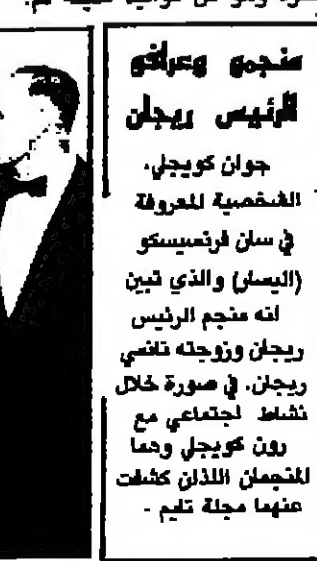 منجمو وعرافو
الرئيس ريجان
جوان كويجلي،
الشخصية المعروفة
في سان فرنسيسكو
(اليسار) والذي تبين
انه منجم الرئيس
ريجان وزوجته نانسي
ريجان. في صورة خلال
نشاط اجتماعي مع
رون كويجلي وهما
المنجمان اللذان كشفت
عنهما مجلة تايم -